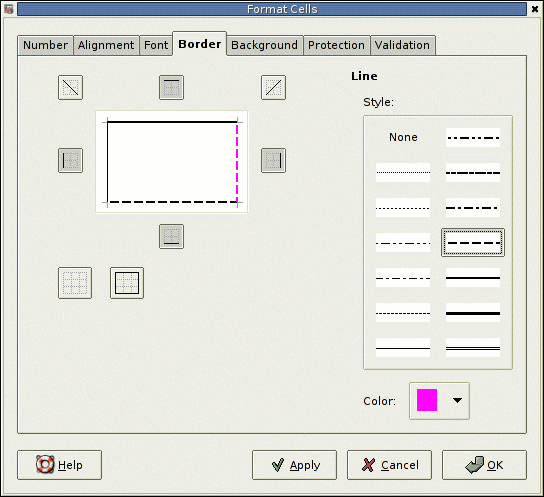 Format Cells
Number Alignment Font Border Background Protection Validation
Line
Style:
None
Color:
Help Apply Cancel OK